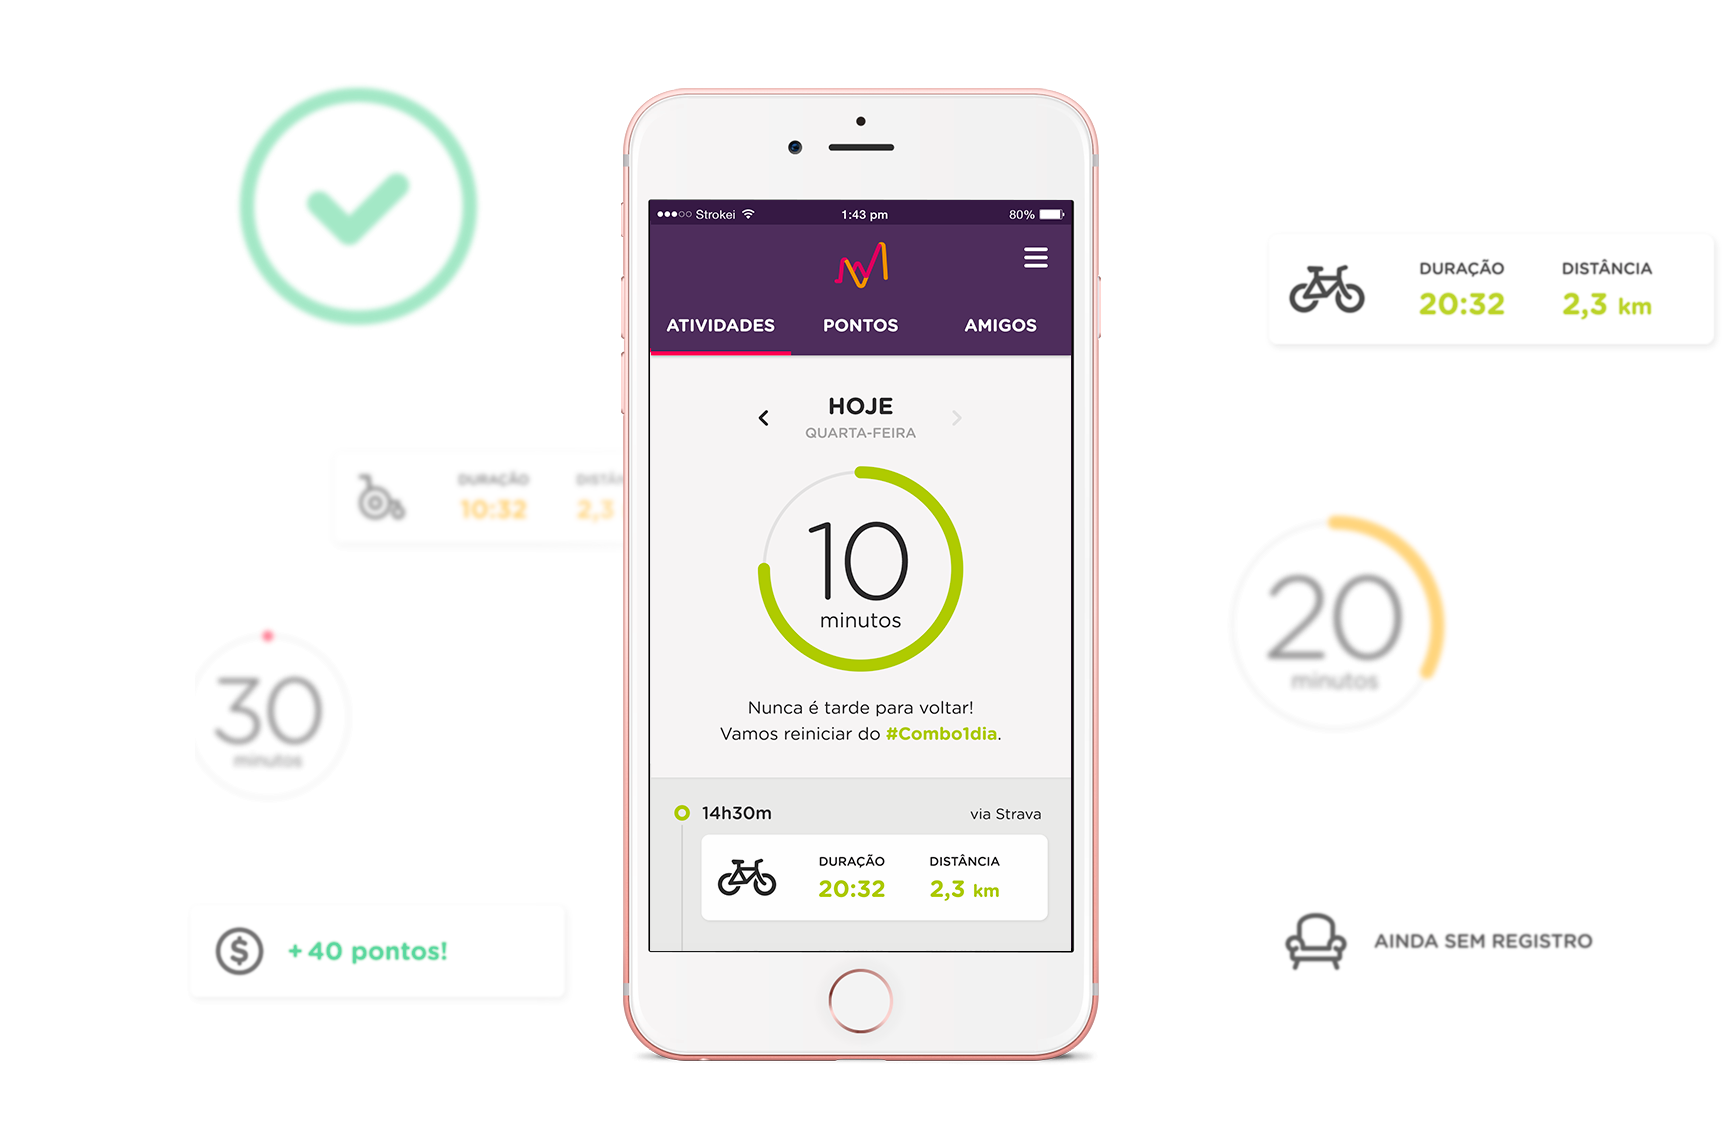 Strokei 1:43 pm 80%
ATIVIDADES PONTOS AMIGOS
HOJE
QUARTA-FEIRA
10
minutos
Nunca é tarde para voltar!
Vamos reiniciar do #Combo1dia.
14h30m via Strava
DURAÇÃO DISTÂNCIA
20:32 2,3 km
DURAÇÃO DISTÂN
10:32 2,3
30
minutos
$ + 40 pontos!
DURAÇÃO DISTÂNCIA
20:32 2,3 km
20
minutos
AINDA SEM REGISTRO